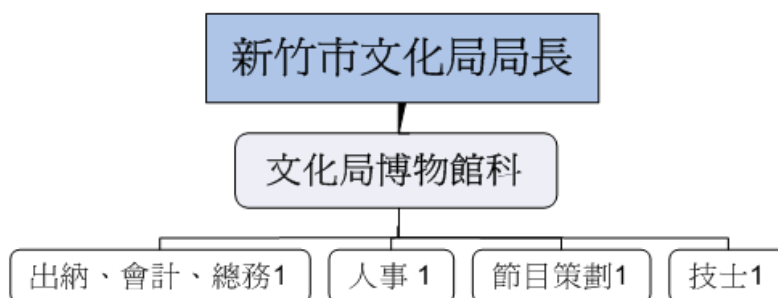 新竹市文化局局長
文化局博物館科
出納、會計、總務1
人事 1
節目策劃1
技士1